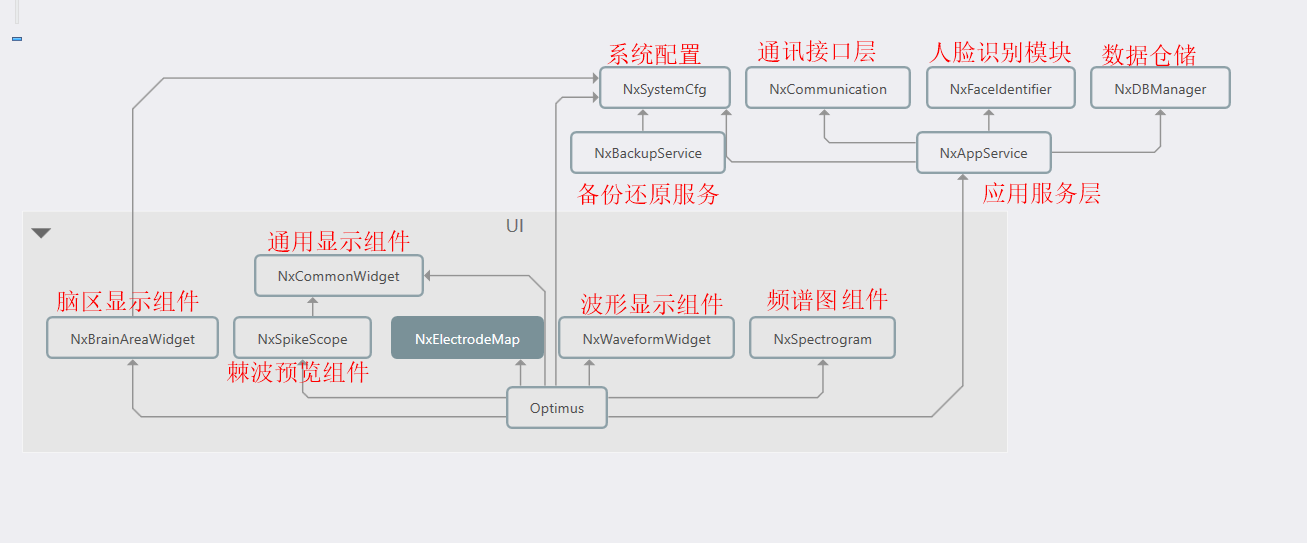 系统配置
通讯接口层
人脸识别模块
数据仓储
NxSystemCfg
NxCommunication
NxFaceIdentifier
NxDBManager
NxBackupService
NxAppService
备份还原服务
应用服务层
UI
通用显示组件
NxCommonWidget
脑区显示组件
波形显示组件
频谱图组件
NxBrainAreaWidget
NxSpikeScope
NxElectrodeMap
NxWaveformWidget
NxSpectrogram
棘波预览组件
Optimus